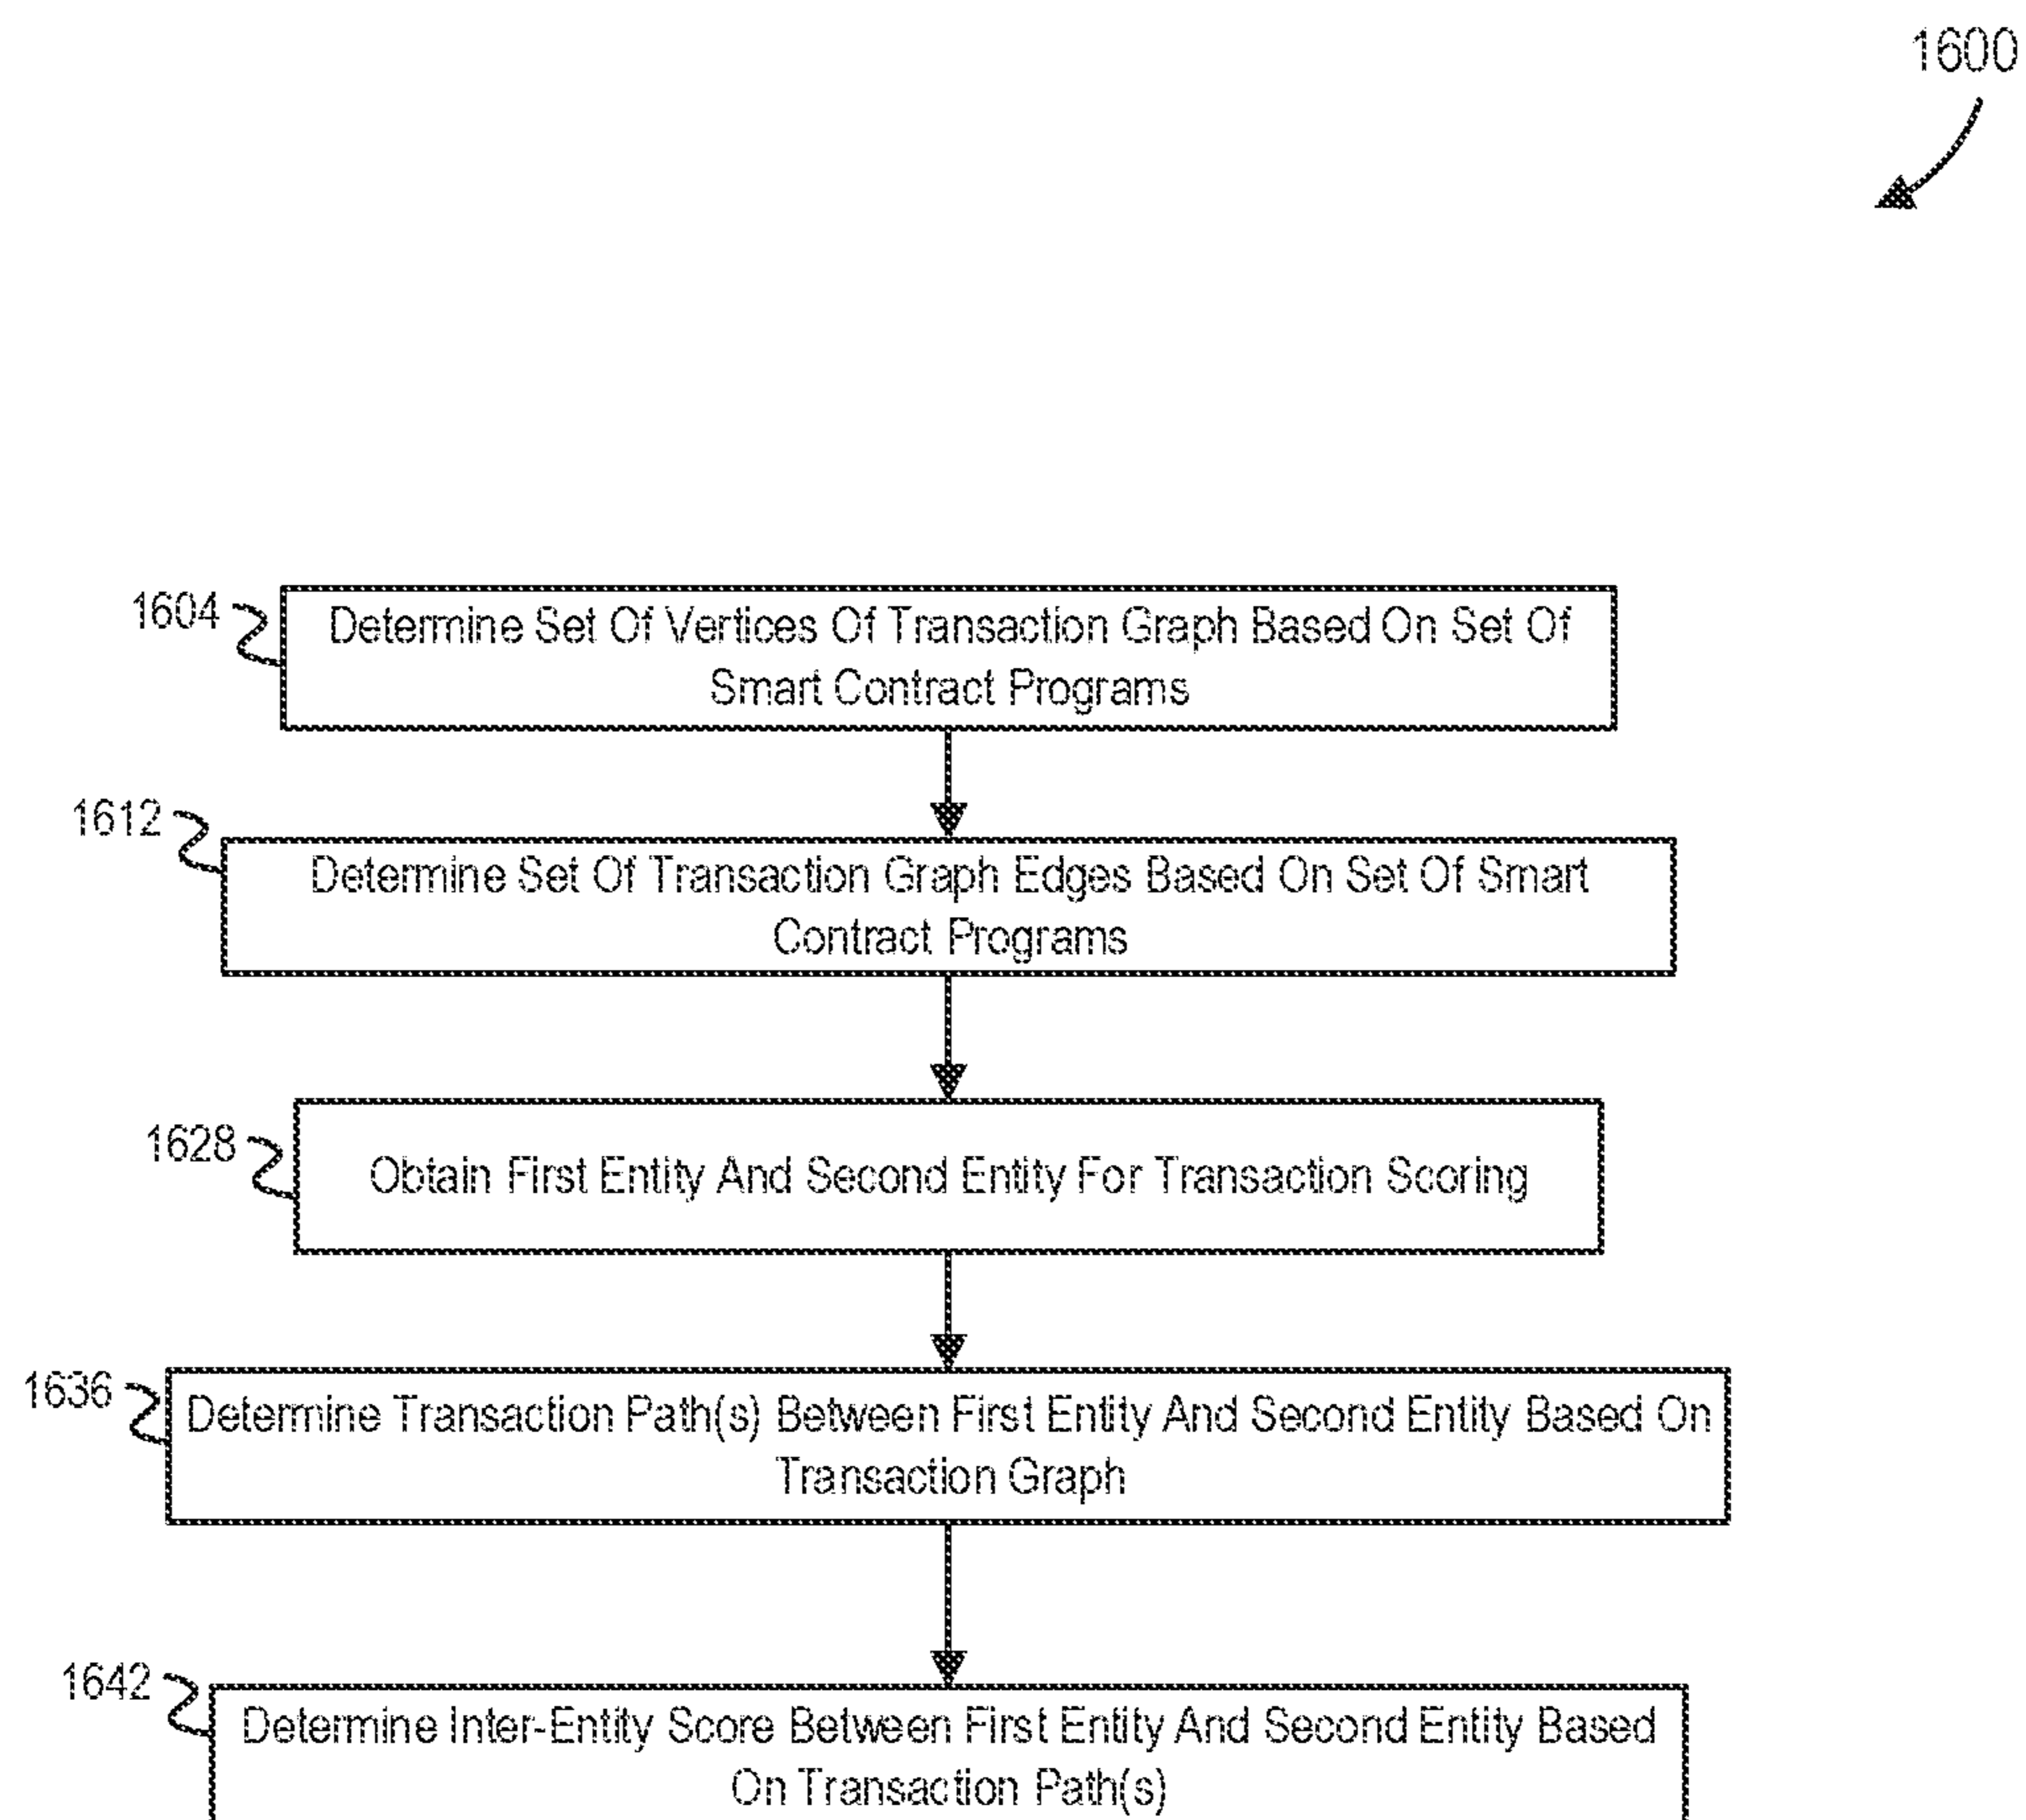 1600
1604
Determine Set Of Vertices Of Transaction Graph Based On Set Of
Smart Contract Programs
1612
Determine Set Of Transaction Graph Edges Based On Set Of Smart
Contract Programs
1628
Obtain First Entity And Second Entity For Transaction Scoring
1636
Determine Transaction Path(s) Between First Entity And Second Entity Based On
Transaction Graph
1642
Determine Inter-Entity Score Between First Entity And Second Entity Based
On Transaction Path(s)